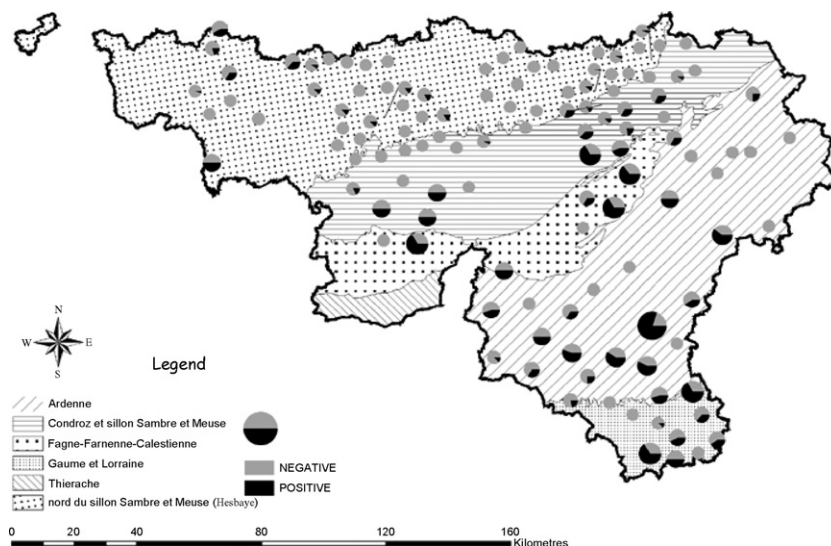 N
W E
S
Legend
Ardenne
Condroz et sillon Sambre et Meuse
Fagne-Farnenne-Calestienne
Gaume et Lorraine
Thierache
nord du sillon Sambre et Meuse (Hesbaye)
NEGATIVE
POSITIVE
0 20 40 80 120 160
Kilometres